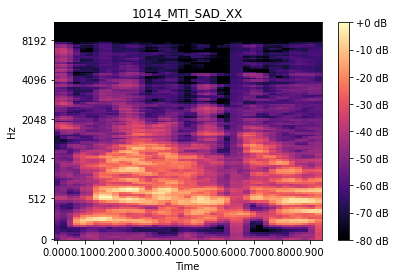 1014_MTI_SAD_XX
+0 dB
8192
-10 dB
4096
-20 dB
-30 dB
2048
Hz
-40 dB
1024
-50 dB
-60 dB
512
-70 dB
0
-80 dB
0.0000.1000.2000.3000.4000.5000.6000.7000.8000.900
Time